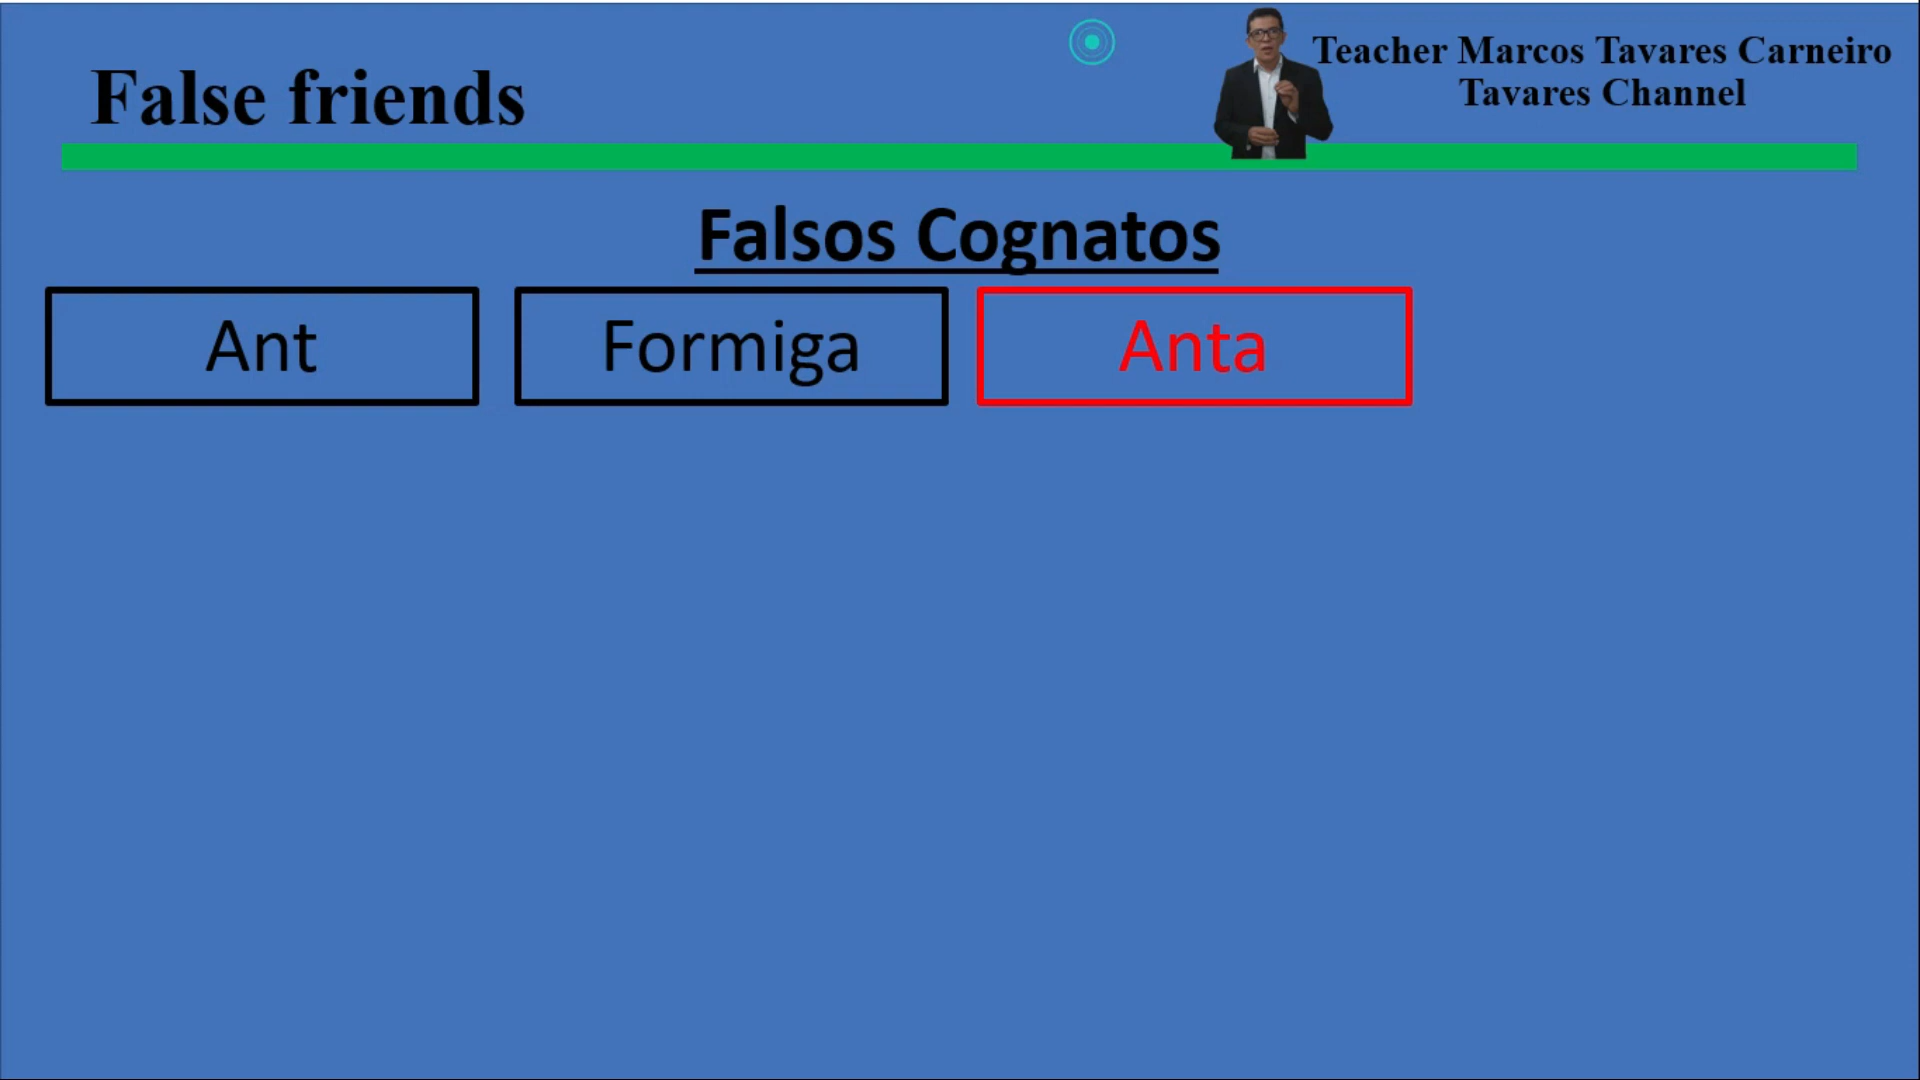 False friends
Teacher Marcos Tavares Carneiro
Tavares Channel
Falsos Cognatos
Ant
Formiga
Anta